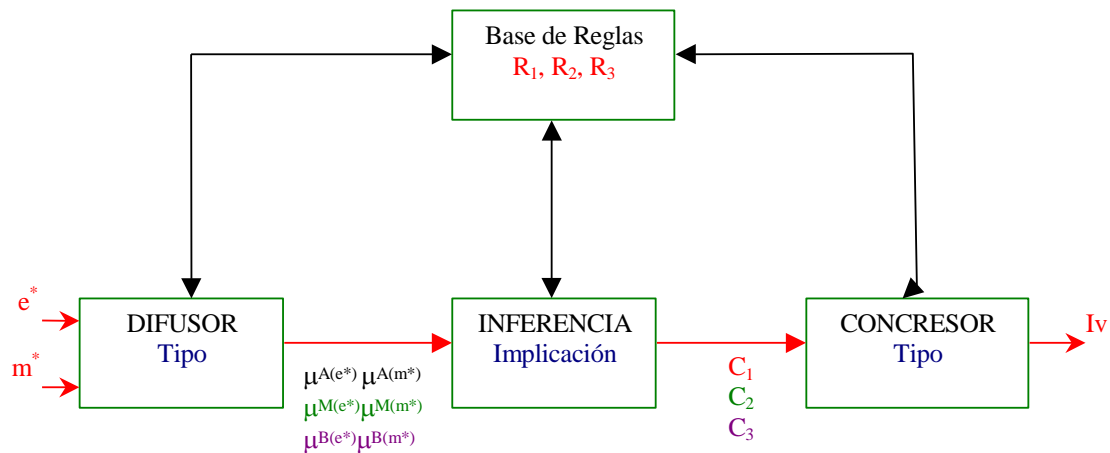 Base de Reglas
R₁, R₂, R₃
e*
m*
DIFUSOR
Tipo
μA(e*) μA(m*)
μM(e*)μM(m*)
μB(e*)μB(m*)
INFERENCIA
Implicación
C₁
C₂
C₃
CONCRESOR
Tipo
Iv